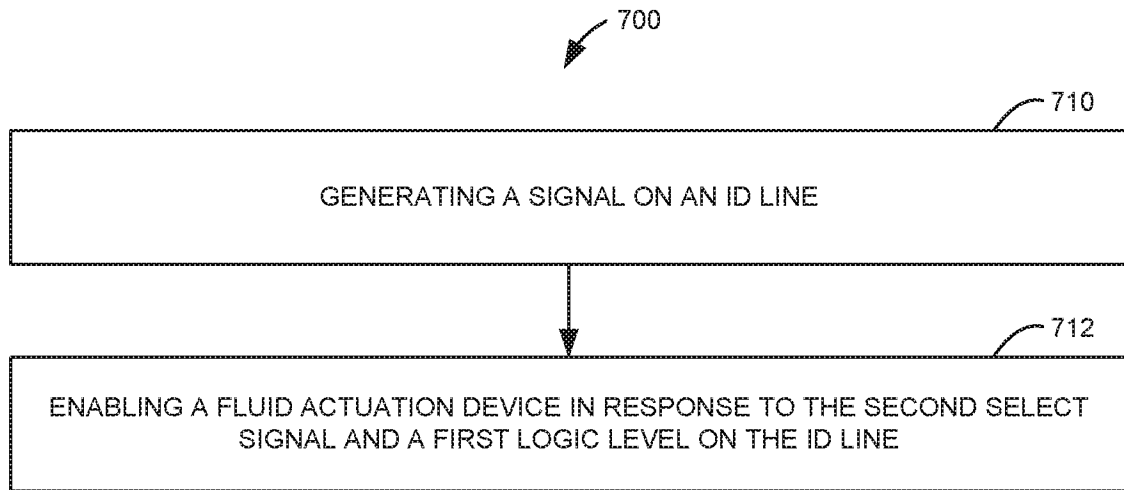 700
710
GENERATING A SIGNAL ON AN ID LINE
712
ENABLING A FLUID ACTUATION DEVICE IN RESPONSE TO THE SECOND SELECT
SIGNAL AND A FIRST LOGIC LEVEL ON THE ID LINE